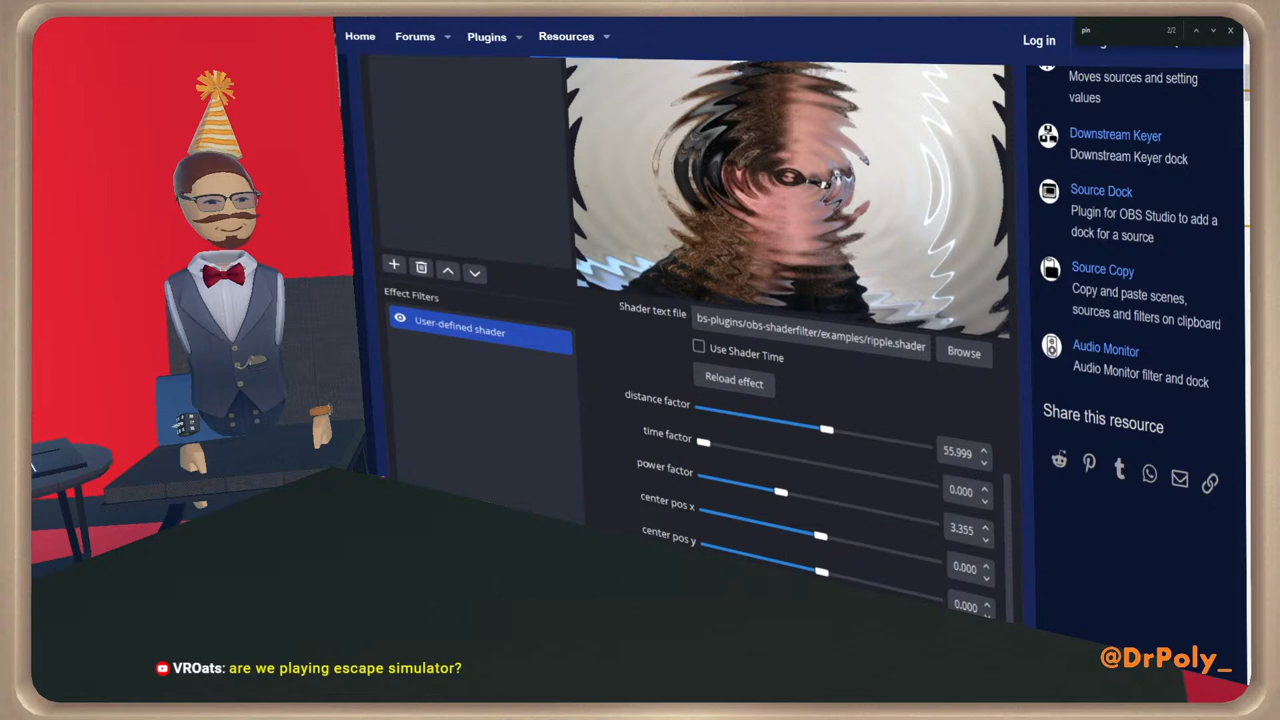 Home
Forums
Plugins
Resources
Log in
pin
2/2
X
Moves sources and setting
values
Downstream Keyer
Downstream Keyer dock
Source Dock
Plugin for OBS Studio to add a
dock for a source
Source Copy
Copy and paste scenes,
sources and filters on clipboard
Audio Monitor
Audio Monitor filter and dock
Share this resource
Effect Filters
User-defined shader
Shader text file
bs-plugins/obs-shaderfilter/examples/ripple.shader
Browse
Use Shader Time
Reload effect
distance factor
55.999
time factor
0.000
power factor
3.355
center pos x
0.000
center pos y
0.000
VROats: are we playing escape simulator?
@DrPoly_